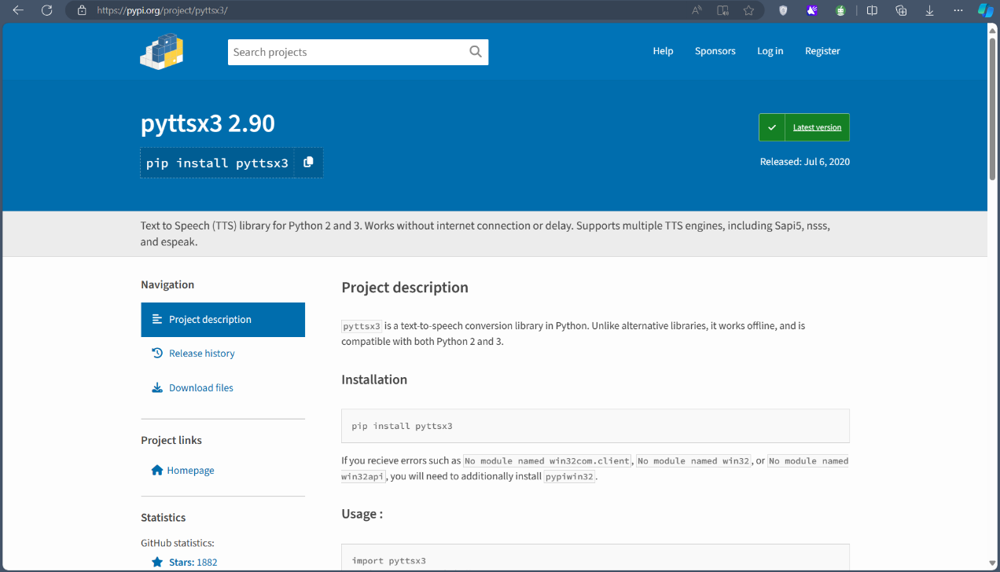 https://pypi.org/project/pyttsx3/
Search projects
Help
Sponsors
Log in
Register
pyttsx3 2.90
pip install pyttsx3
Latest version
Released: Jul 6, 2020
Text to Speech (TTS) library for Python 2 and 3. Works without internet connection or delay. Supports multiple TTS engines, including Sapi5, nsss,
and espeak.
Navigation
Project description
Release history
Download files
Project links
Homepage
Statistics
GitHub statistics:
Stars: 1882
Project description
pyttsx3 is a text-to-speech conversion library in Python. Unlike alternative libraries, it works offline, and is
compatible with both Python 2 and 3.
Installation
pip install pyttsx3
If you recieve errors such as No module named win32com.client, No module named win32, or No module named
win32api, you will need to additionally install pypiwin32.
Usage :
import pyttsx3